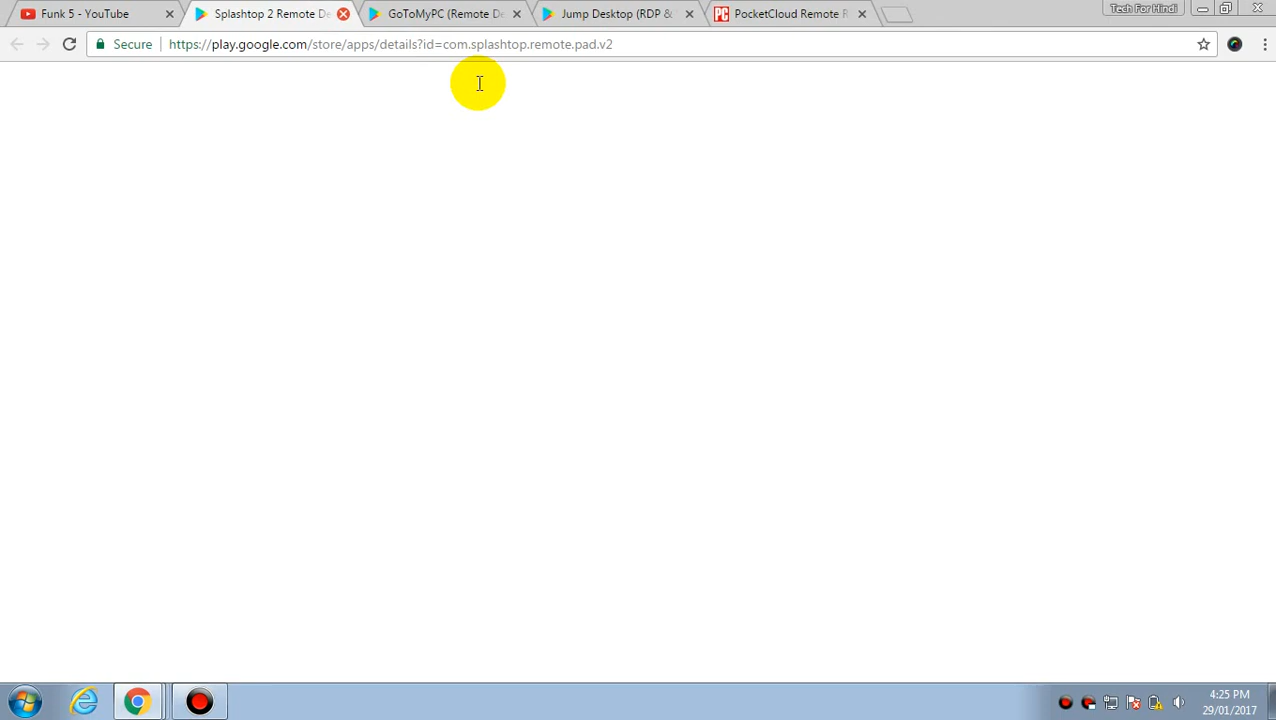 Funk 5 - YouTube
Splashtop 2 Remote De
GoToMyPC (Remote De
Jump Desktop (RDP &
PC PocketCloud Remote R
Tech For Hindi
Secure https://play.google.com/store/apps/details?id=com.splashtop.remote.pad.v2
4:25 PM
29/01/2017